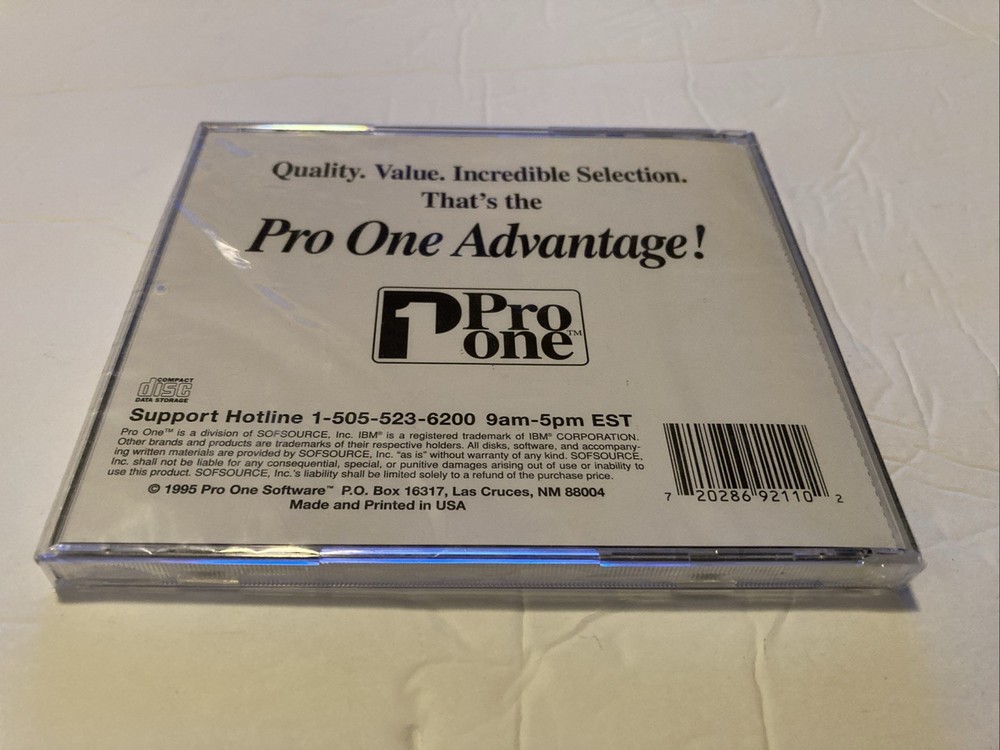 Quality. Value. Incredible Selection.
That's the
Pro One Advantage!
1 Pro
one™
COMPACT
disc
DATA STORAGE
Support Hotline 1-505-523-6200 9am-5pm EST
Pro One™ is a division of SOFSOURCE, Inc. IBM® is a registered trademark of IBM® CORPORATION.
Other brands and products are trademarks of their respective holders. All disks, software, and accompany-
ing written materials are provided by SOFSOURCE, Inc. "as is" without warranty of any kind. SOFSOURCE,
Inc. shall not be liable for any consequential, special, or punitive damages arising out of use or inability to
use this product. SOFSOURCE, Inc.'s liability shall be limited solely to a refund of the purchase price.
© 1995 Pro One Software™ P.O. Box 16317, Las Cruces, NM 88004
Made and Printed in USA
7 20286 92110 2